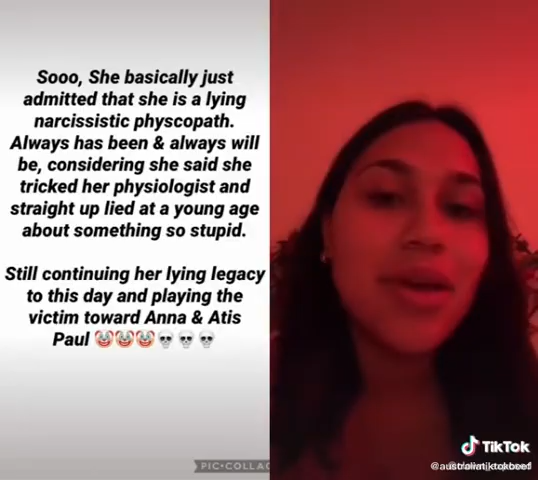 Sooo, She basically just
admitted that she is a lying
narcissistic physcopath.
Always has been & always will
be, considering she said she
tricked her physiologist and
straight up lied at a young age
about something so stupid.
Still continuing her lying legacy
to this day and playing the
victim toward Anna & Atis
Paul 🤡🤡🤡💀💀💀
PIC•COLLAG
TikTok